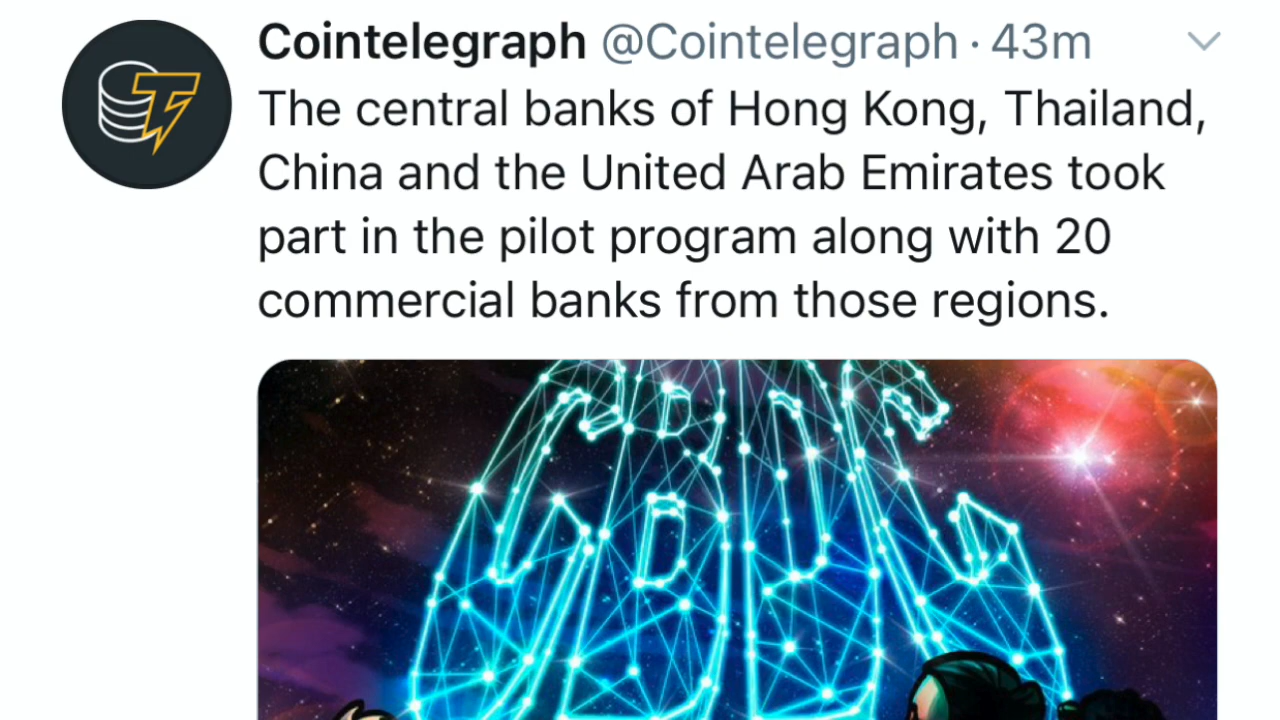 Cointelegraph @Cointelegraph · 43m
The central banks of Hong Kong, Thailand,
China and the United Arab Emirates took
part in the pilot program along with 20
commercial banks from those regions.